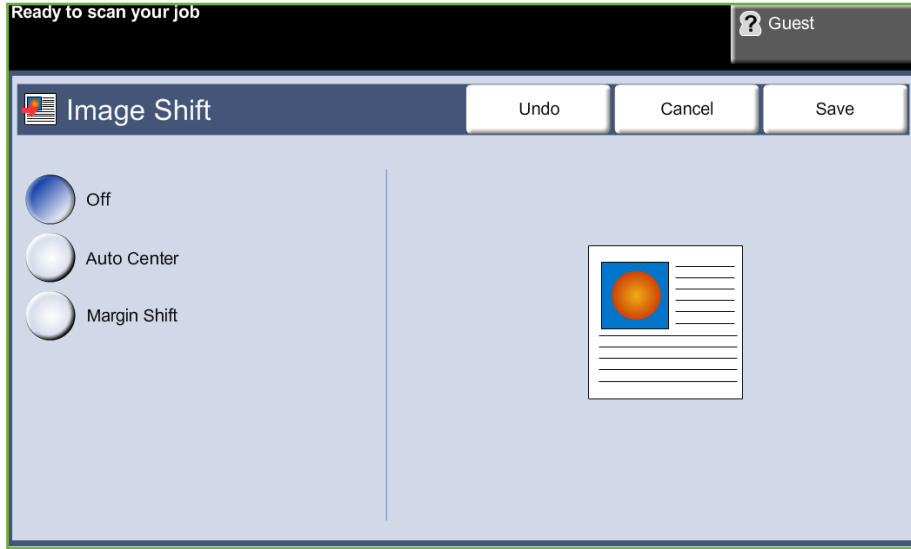 Ready to scan your job
Guest
Image Shift
Undo
Cancel
Save
Off
Auto Center
Margin Shift